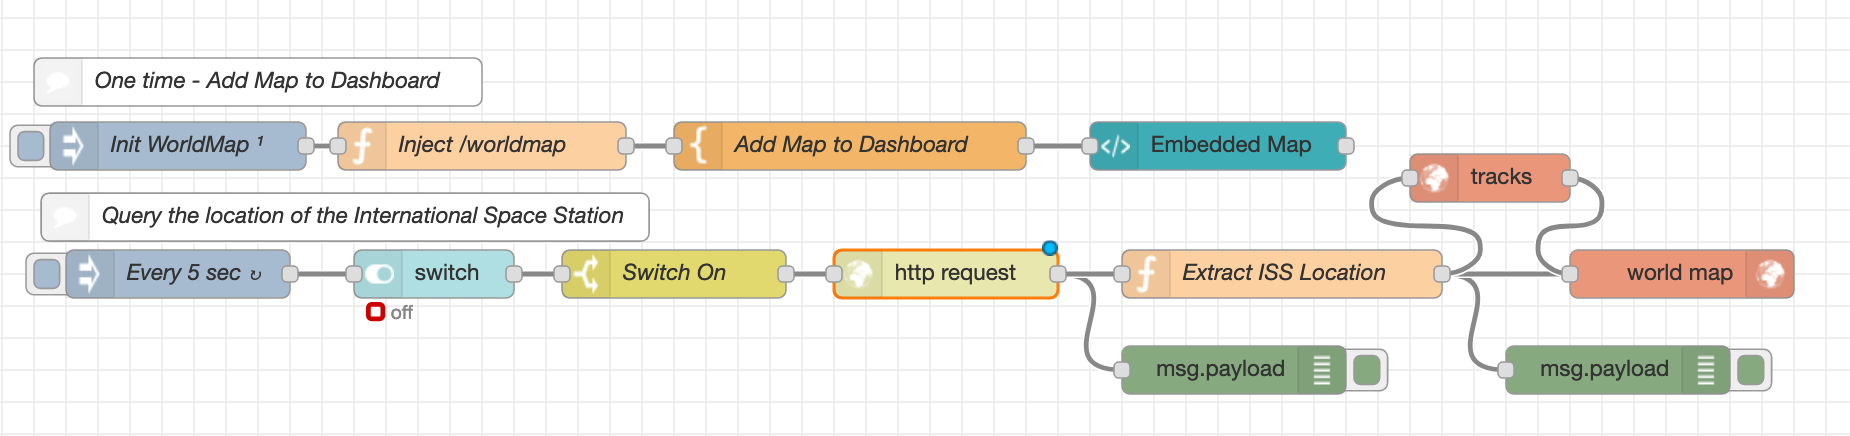 One time - Add Map to Dashboard
Init WorldMap ¹
Inject /worldmap
{
Add Map to Dashboard
</>
Embedded Map
tracks
Query the location of the International Space Station
Every 5 sec ↻
switch
Switch On
http request
Extract ISS Location
world map
off
msg.payload
msg.payload